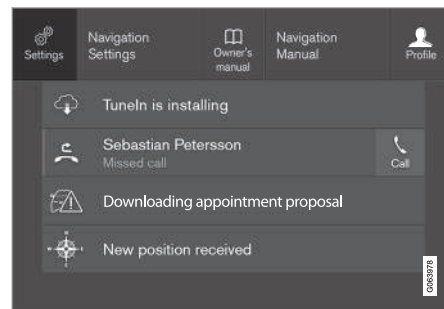 Settings
Navigation
Settings
Owner's
manual
Navigation
Manual
Profile
TuneIn is installing
Sebastian Petersson
Missed call
Call
Downloading appointment proposal
New position received
G063978